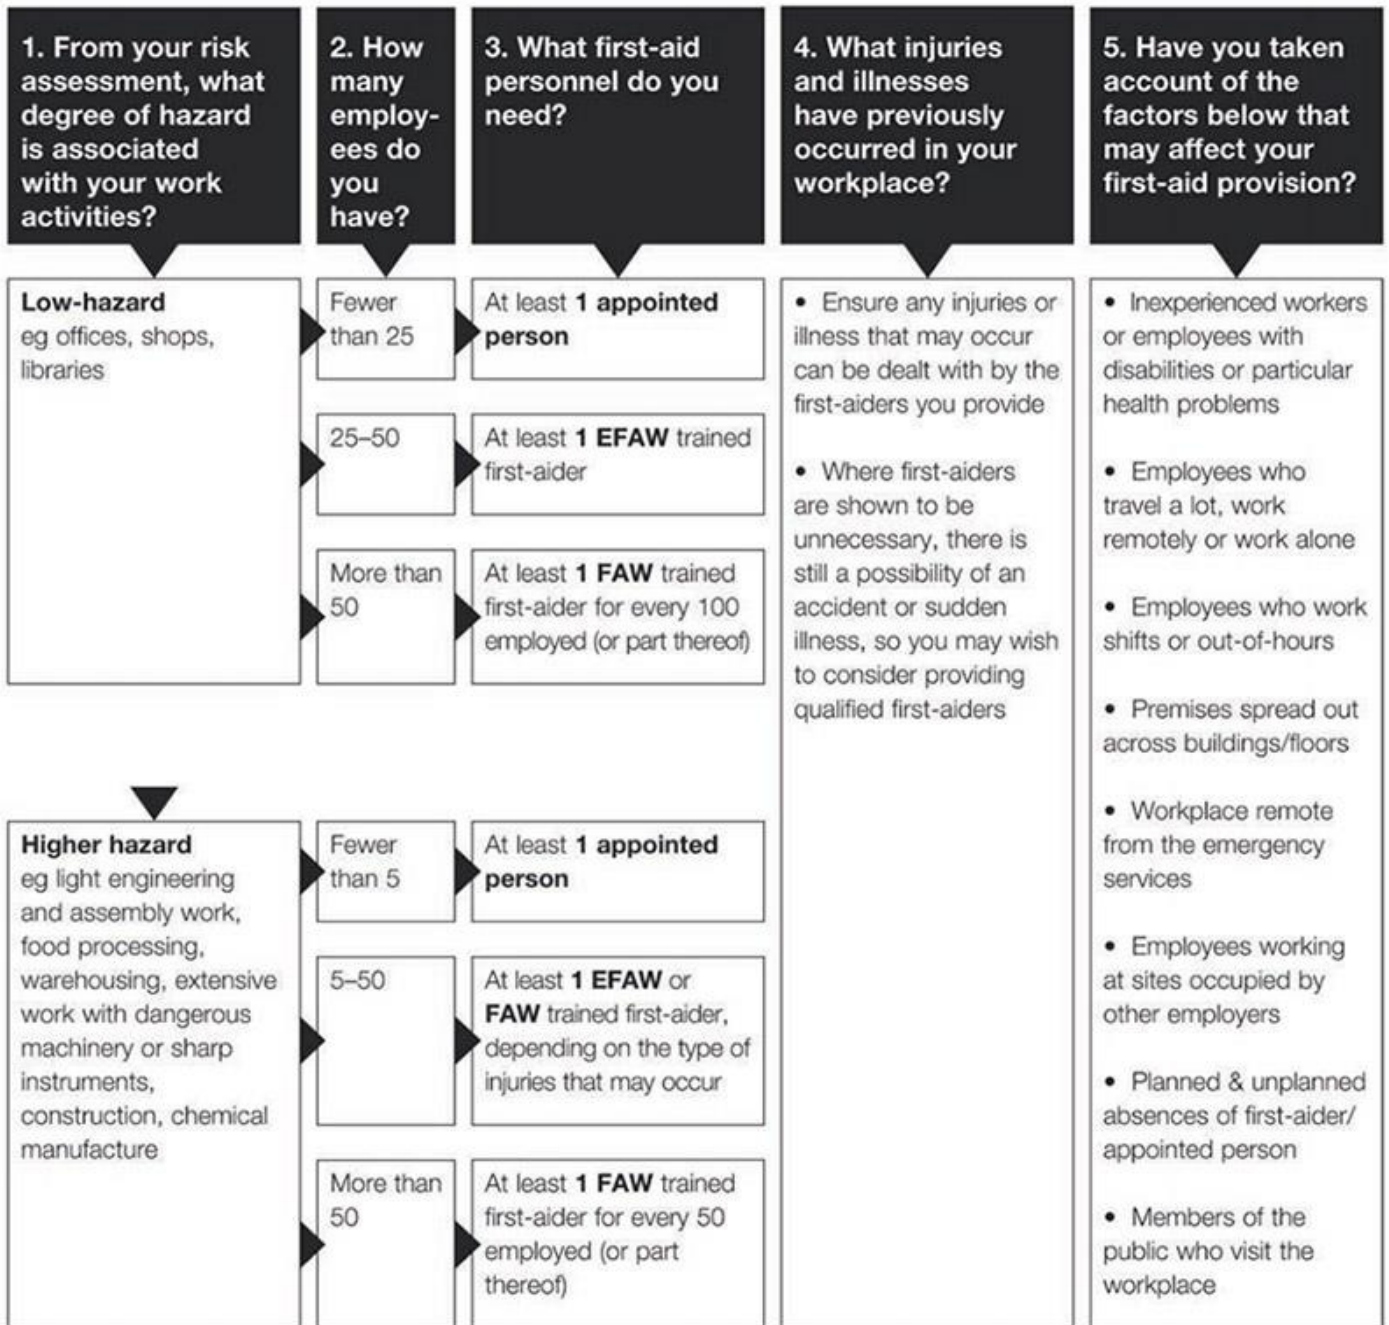 1. From your risk
assessment, what
degree of hazard
is associated
with your work
activities?
2. How
many
employ-
ees do
you
have?
3. What first-aid
personnel do you
need?
4. What injuries
and illnesses
have previously
occurred in your
workplace?
5. Have you taken
account of the
factors below that
may affect your
first-aid provision?
Low-hazard
eg offices, shops,
libraries
Fewer
than 25
At least 1 appointed
person
25–50
At least 1 EFAW trained
first-aider
More than
50
At least 1 FAW trained
first-aider for every 100
employed (or part thereof)
Higher hazard
eg light engineering
and assembly work,
food processing,
warehousing, extensive
work with dangerous
machinery or sharp
instruments,
construction, chemical
manufacture
Fewer
than 5
At least 1 appointed
person
5–50
At least 1 EFAW or
FAW trained first-aider,
depending on the type of
injuries that may occur
More than
50
At least 1 FAW trained
first-aider for every 50
employed (or part
thereof)
• Ensure any injuries or
illness that may occur
can be dealt with by the
first-aiders you provide
• Where first-aiders
are shown to be
unnecessary, there is
still a possibility of an
accident or sudden
illness, so you may wish
to consider providing
qualified first-aiders
• Inexperienced workers
or employees with
disabilities or particular
health problems
• Employees who
travel a lot, work
remotely or work alone
• Employees who work
shifts or out-of-hours
• Premises spread out
across buildings/floors
• Workplace remote
from the emergency
services
• Employees working
at sites occupied by
other employers
• Planned & unplanned
absences of first-aider/
appointed person
• Members of the
public who visit the
workplace